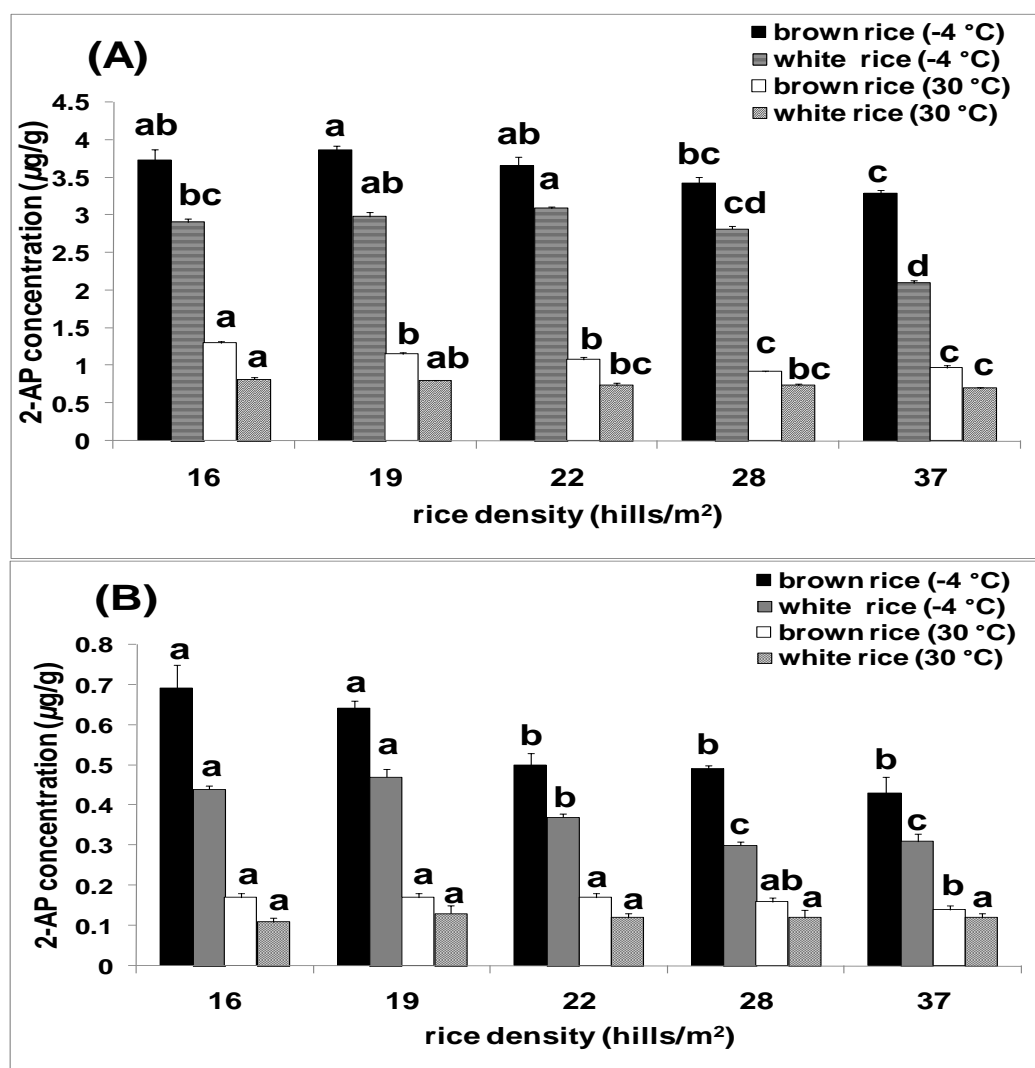 (A)
brown rice (-4 °C)
white rice (-4 °C)
brown rice (30 °C)
white rice (30 °C)
2-AP concentration (µg/g)
4.5
4
3.5
3
2.5
2
1.5
1
0.5
0
ab bc a a
a ab b ab
ab a b bc
bc cd c bc
c d c c
16 19 22 28 37
rice density (hills/m²)
(B)
brown rice (-4 °C)
white rice (-4 °C)
brown rice (30 °C)
white rice (30 °C)
2-AP concentration (µg/g)
0.8
0.7
0.6
0.5
0.4
0.3
0.2
0.1
0
a a a a
a a a a
b b a a
b c ab a
b c b a
16 19 22 28 37
rice density (hills/m²)